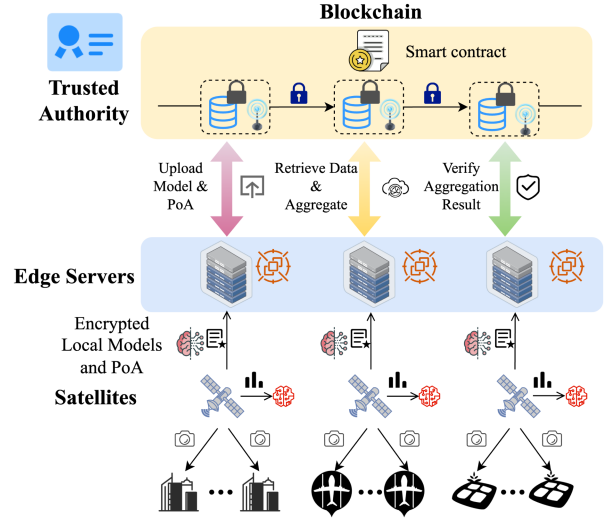 Blockchain
Smart contract
Trusted
Authority
Upload
Model &
PoA
Retrieve Data
&
Aggregate
Verify
Aggregation
Result
Edge Servers
Encrypted
Local Models
and PoA
Satellites